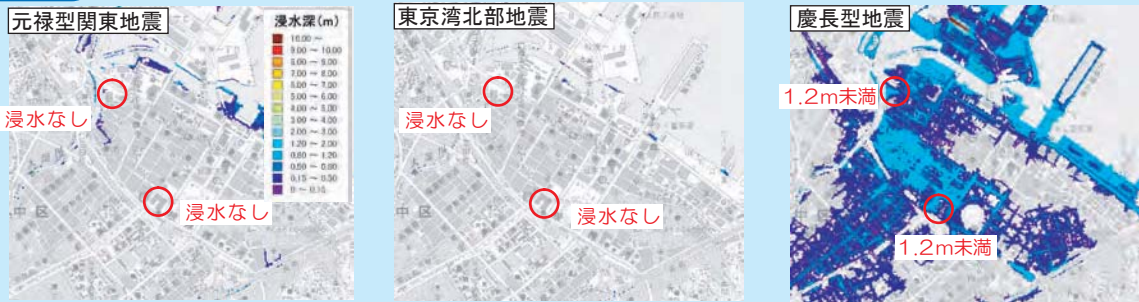 元禄型関東地震
浸水深(m)
10.00 ～
9.00 ～ 10.00
8.00 ～ 9.00
7.00 ～ 8.00
6.00 ～ 7.00
5.00 ～ 6.00
4.00 ～ 5.00
3.00 ～ 4.00
2.00 ～ 3.00
1.20 ～ 2.00
0.80 ～ 1.20
0.50 ～ 0.80
0.15 ～ 0.50
0 ～ 0.15
浸水なし
浸水なし
中 区
東京湾北部地震
浸水なし
浸水なし
中 区
慶長型地震
1.2m未満
1.2m未満